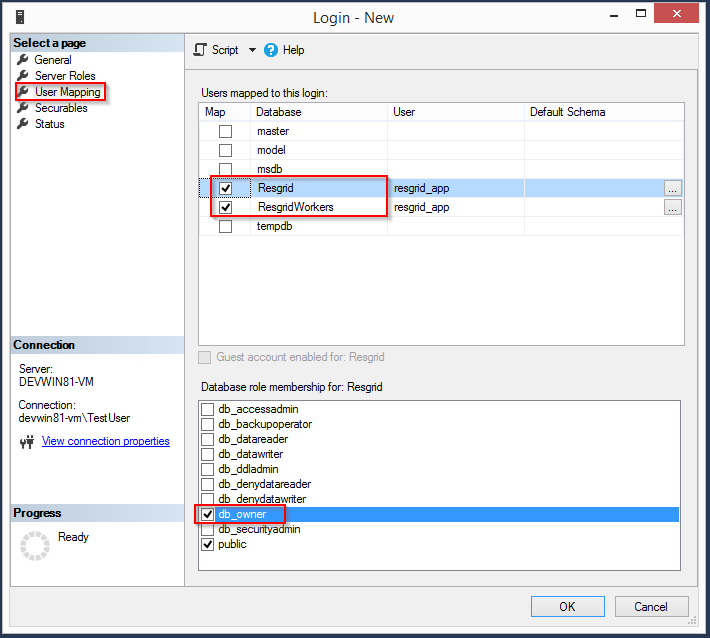 Login - New
Select a page
General
Server Roles
User Mapping
Securables
Status
Script
Help
Users mapped to this login:
Map Database User Default Schema
master
model
msdb
Resgrid resgrid_app ...
ResgridWorkers resgrid_app ...
tempdb
Guest account enabled for: Resgrid
Database role membership for: Resgrid
db_accessadmin
db_backupoperator
db_datareader
db_datawriter
db_ddladmin
db_denydatareader
db_denydatawriter
db_owner
db_securityadmin
public
Connection
Server:
DEVWIN81-VM
Connection:
devwin81-vm\TestUser
View connection properties
Progress
Ready
OK Cancel